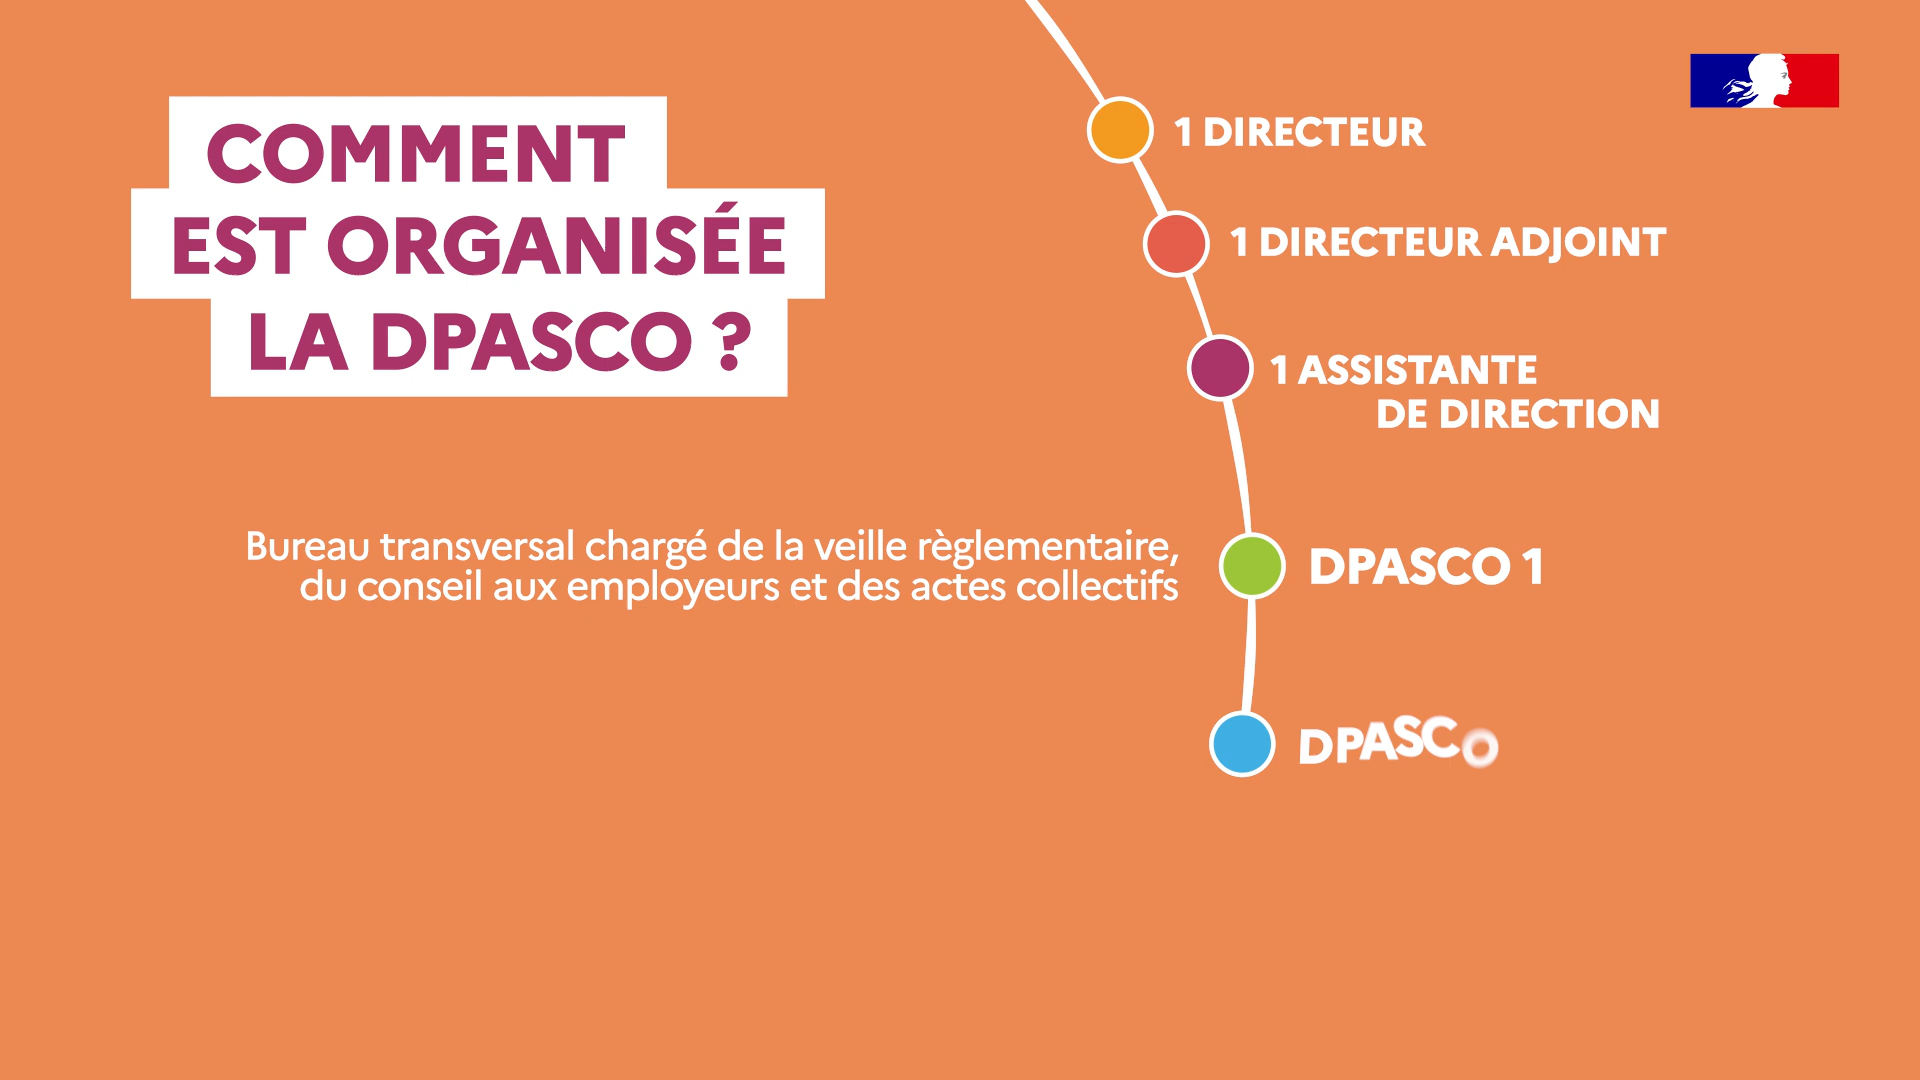 COMMENT
EST ORGANISÉE
LA DPASCO ?
1 DIRECTEUR
1 DIRECTEUR ADJOINT
1 ASSISTANTE
DE DIRECTION
Bureau transversal chargé de la veille règlementaire,
du conseil aux employeurs et des actes collectifs
DPASCO 1
DPASCO